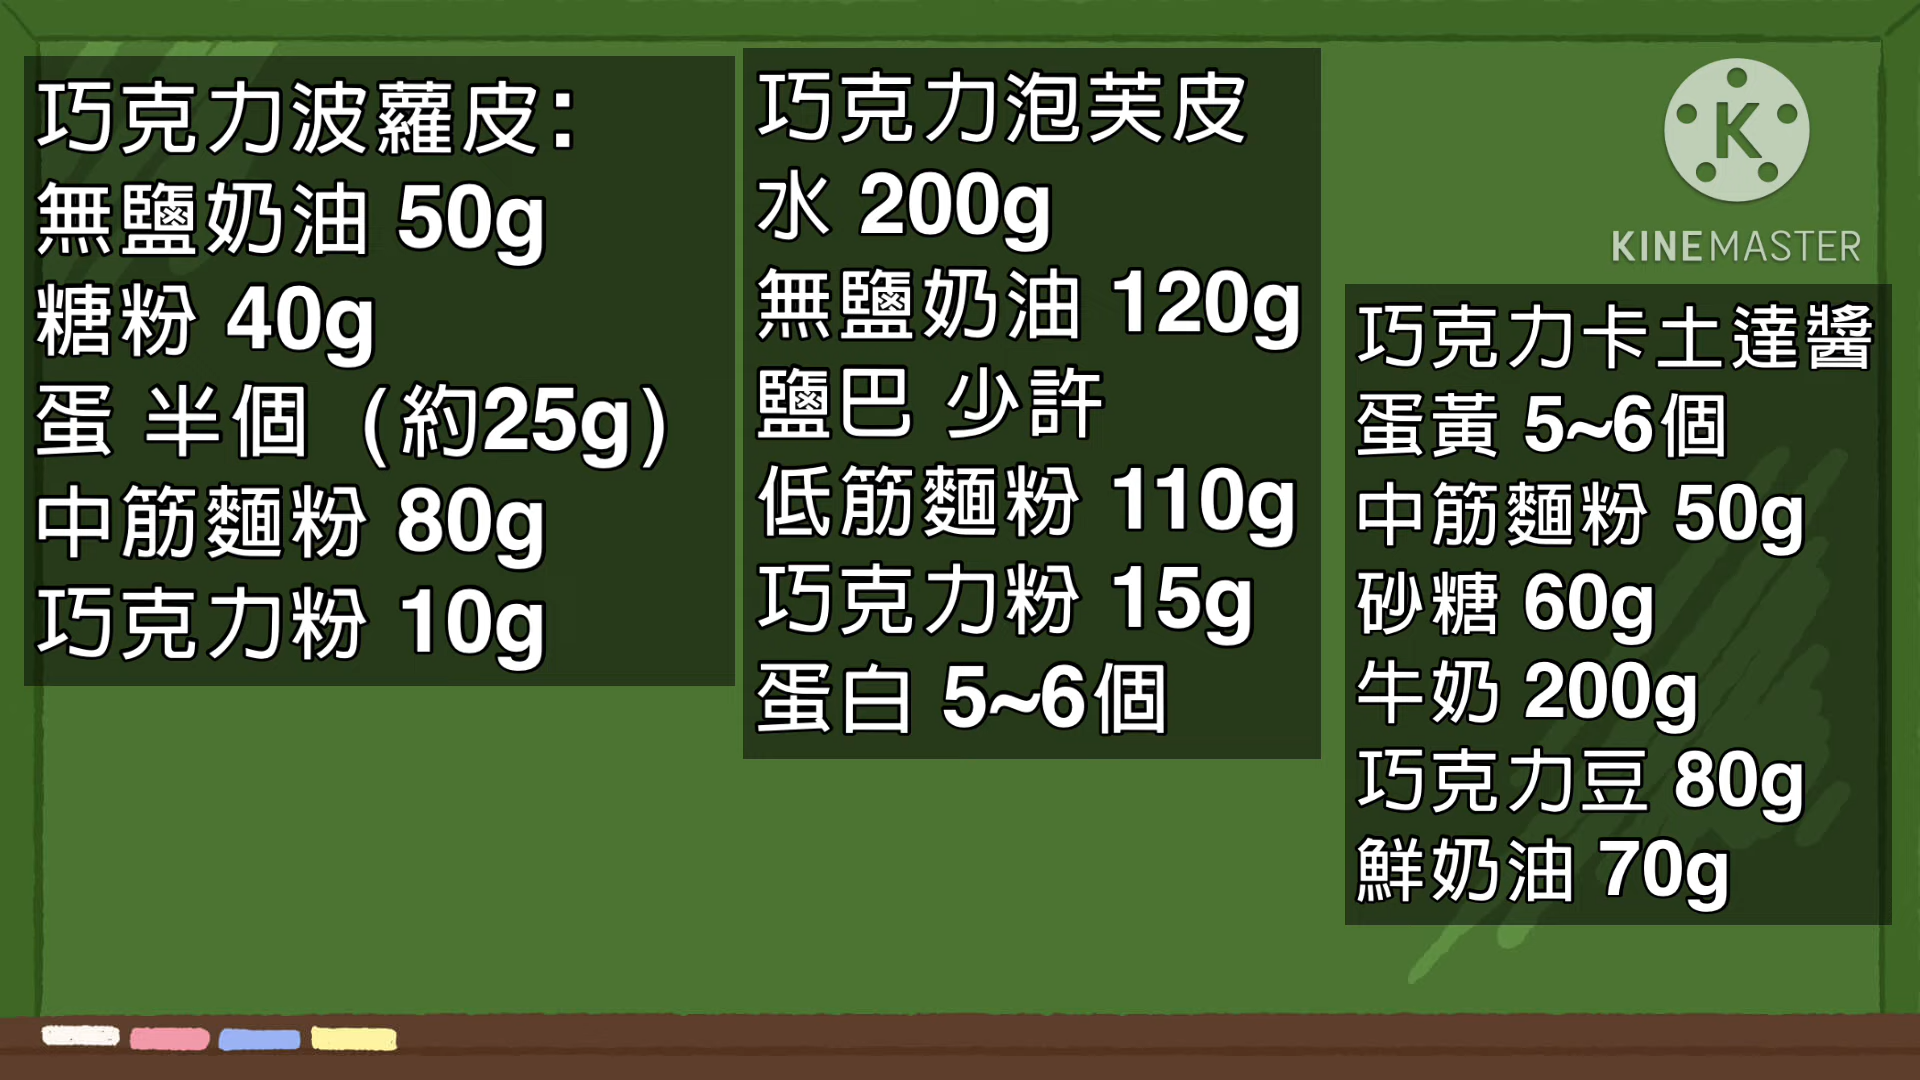 巧克力波蘿皮：
無鹽奶油 50g
糖粉 40g
蛋 半個（約25g）
中筋麵粉 80g
巧克力粉 10g
巧克力泡芙皮
水 200g
無鹽奶油 120g
鹽巴 少許
低筋麵粉 110g
巧克力粉 15g
蛋白 5~6個
K
KINEMASTER
巧克力卡士達醬
蛋黃 5~6個
中筋麵粉 50g
砂糖 60g
牛奶 200g
巧克力豆 80g
鮮奶油 70g